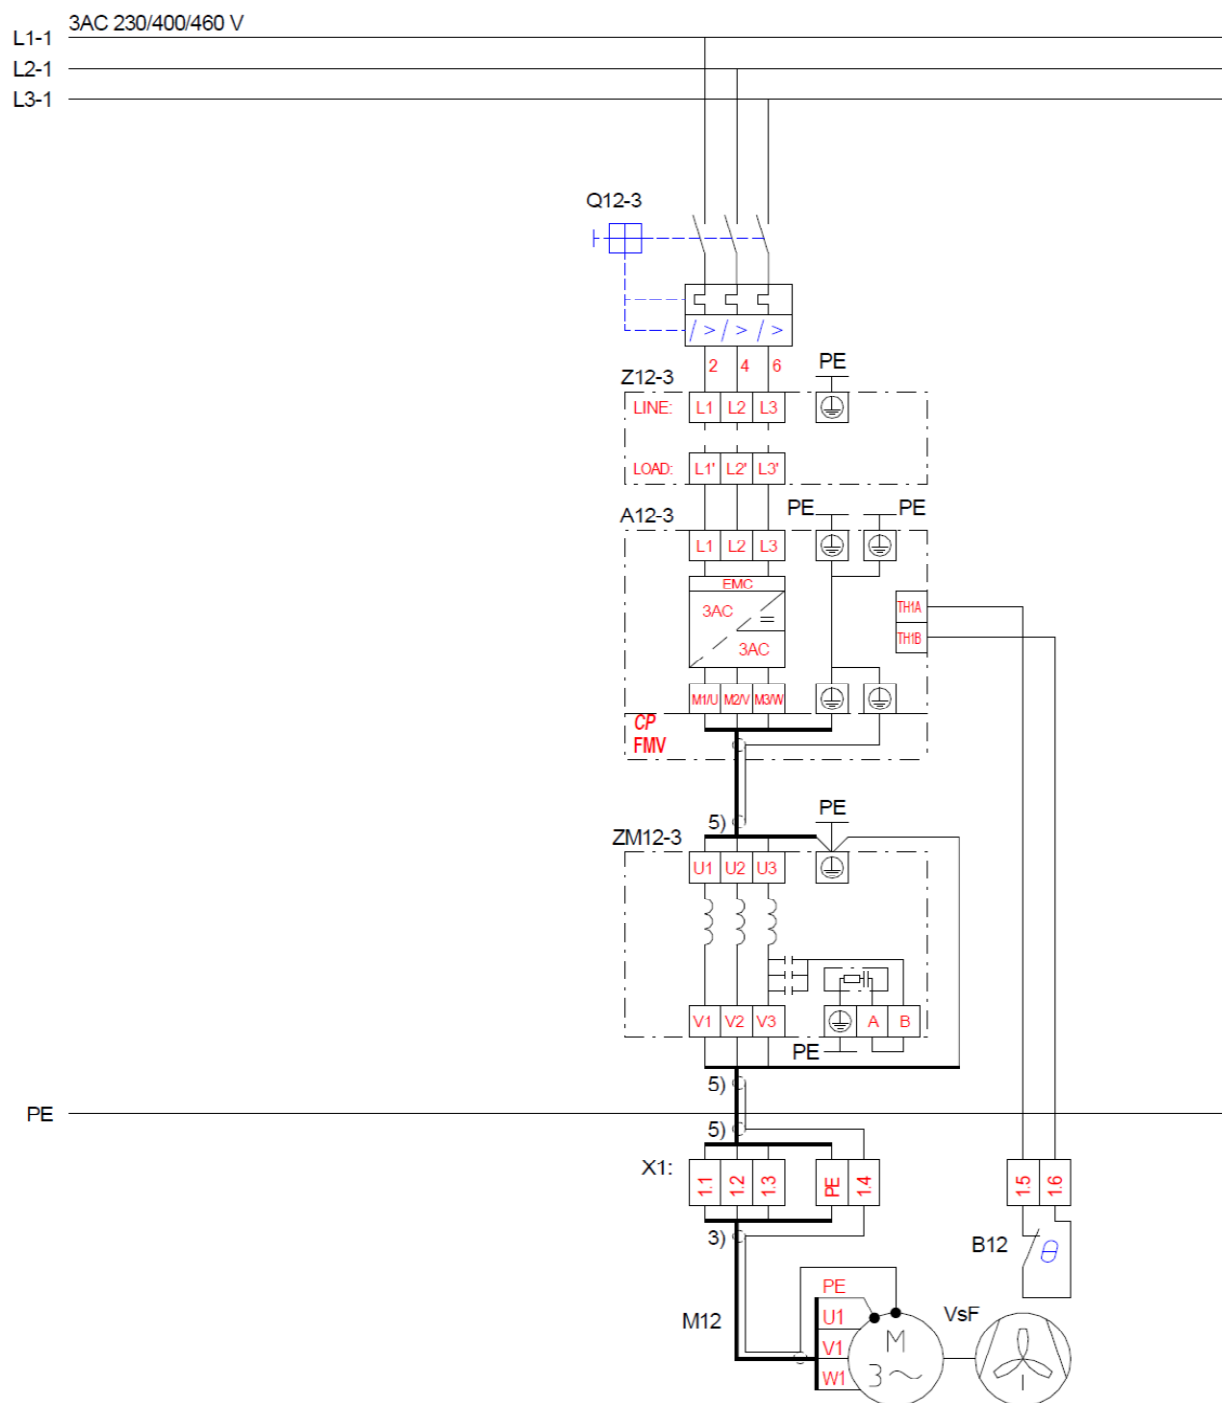 3AC 230/400/460 V
L1-1
L2-1
L3-1
Q12-3
/> /> />
2 4 6 PE
Z12-3
LINE: L1 L2 L3
LOAD: L1' L2' L3'
PE PE
A12-3
L1 L2 L3
EMC
3AC
=
3AC
TH1A
TH1B
M1/U M2/V M3/W
CP
FMV
5) PE
ZM12-3
U1 U2 U3
V1 V2 V3 A B
PE
5)
PE
5)
X1: 1.1 1.2 1.3 PE 1.4 1.5 1.6
3)
B12 θ
PE
M12 U1 M VsF
V1 3~
W1